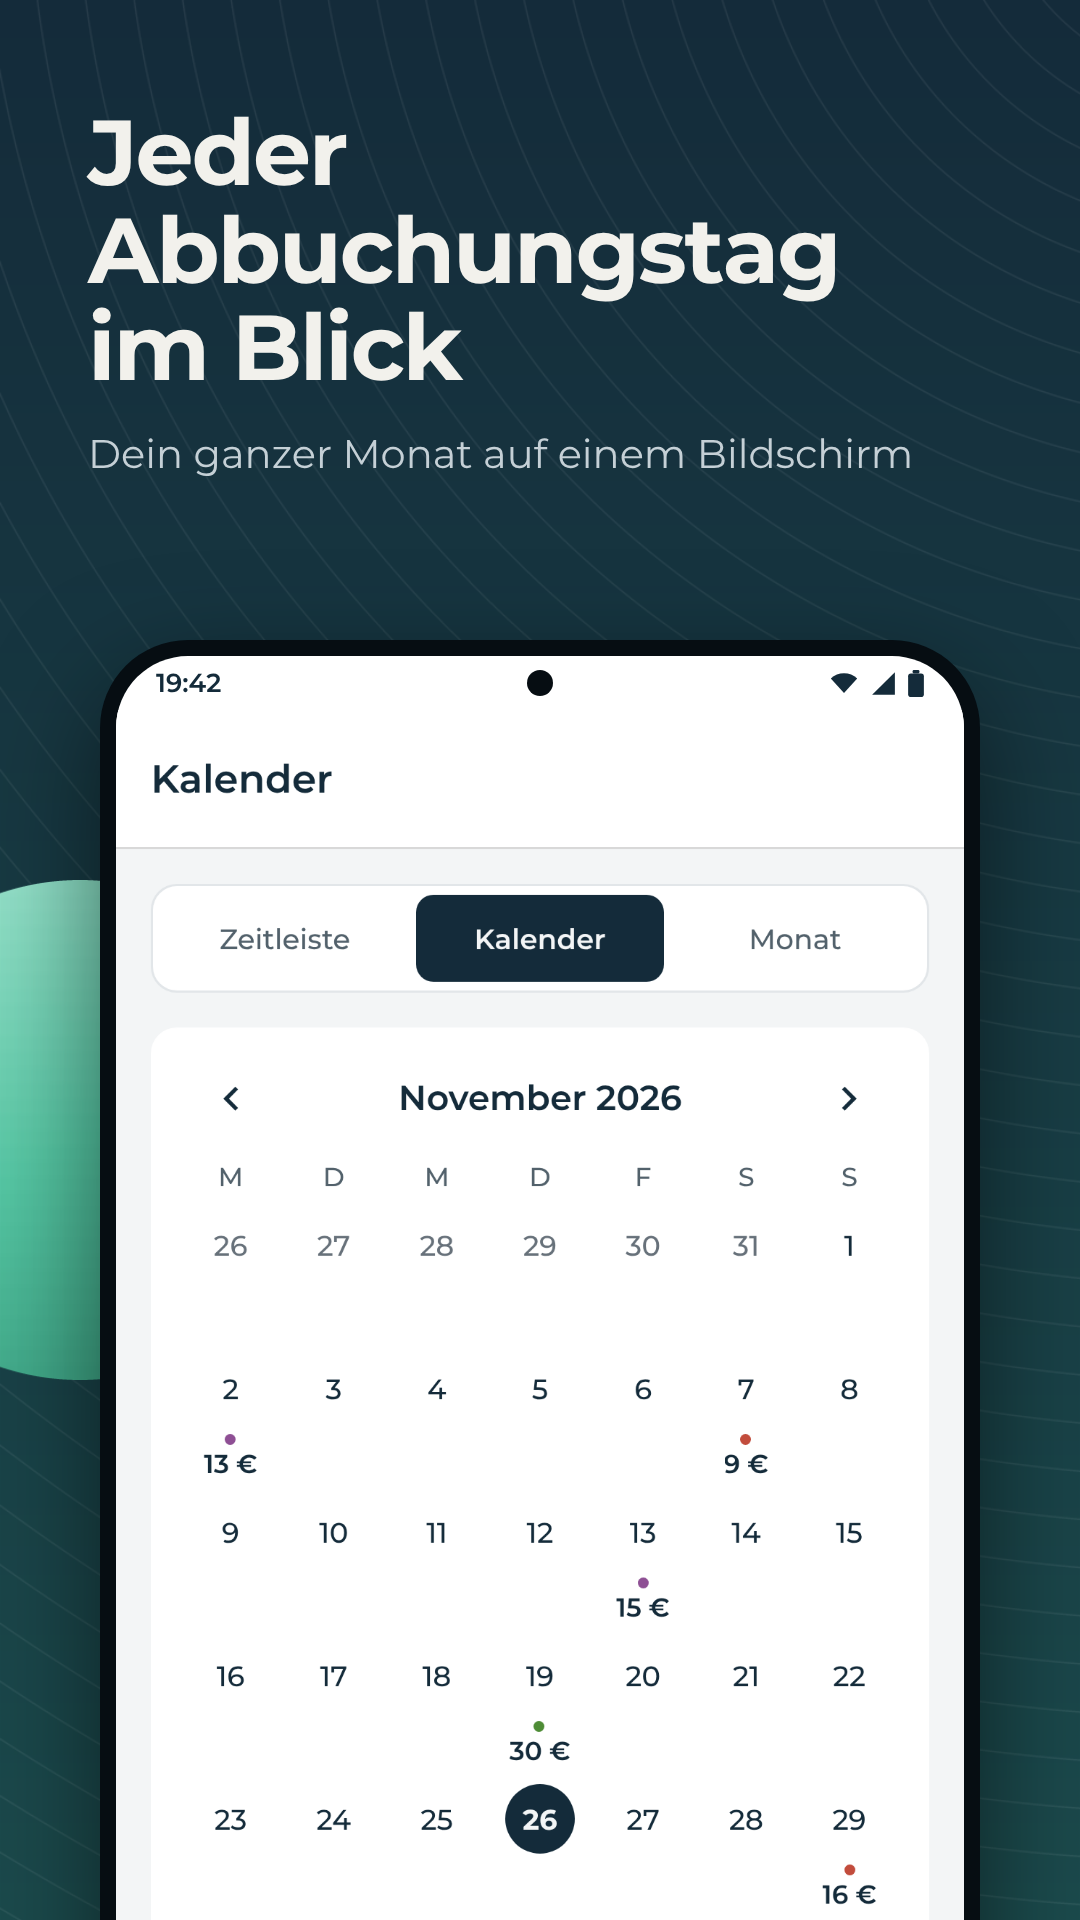 Jeder
Abbuchungstag
im Blick
Dein ganzer Monat auf einem Bildschirm
19:42
Kalender
Zeitleiste Kalender Monat
November 2026
M D M D F S S
26 27 28 29 30 31 1
2 3 4 5 6 7 8
13 € 9 €
9 10 11 12 13 14 15
15 €
16 17 18 19 20 21 22
30 €
23 24 25 26 27 28 29
16 €